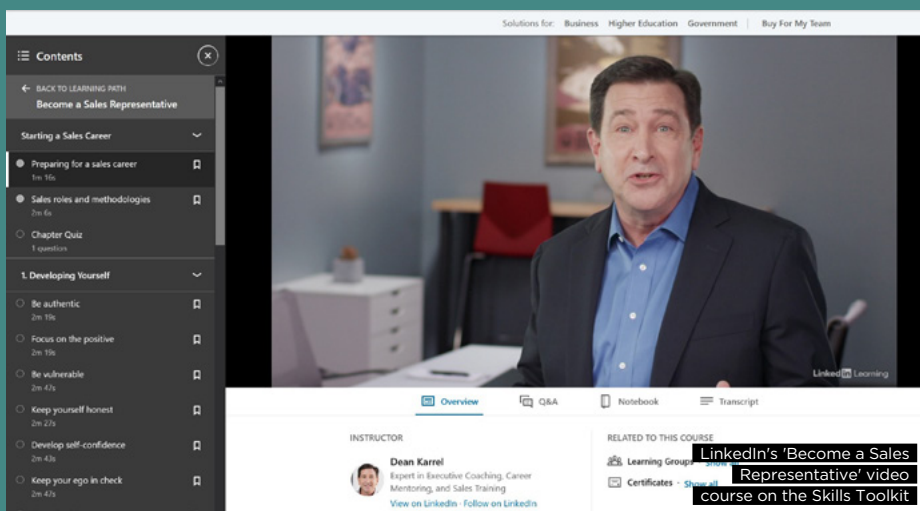 Solutions for: Business Higher Education Government Buy For My Team
Contents
BACK TO LEARNING PATH
Become a Sales Representative
Starting a Sales Career
Preparing for a sales career
1m 16s
Sales roles and methodologies
2m 6s
Chapter Quiz
1 question
1. Developing Yourself
Be authentic
2m 19s
Focus on the positive
2m 19s
Be vulnerable
2m 47s
Keep yourself honest
2m 27s
Develop self-confidence
2m 43s
Keep your ego in check
2m 47s
LinkedIn Learning
Overview Q&A Notebook Transcript
INSTRUCTOR
Dean Karrel
Expert in Executive Coaching, Career
Mentoring, and Sales Training
View on LinkedIn · Follow on LinkedIn
RELATED TO THIS COURSE
Learning Groups · Show all
Certificates · Show all
LinkedIn's 'Become a Sales
Representative' video
course on the Skills Toolkit